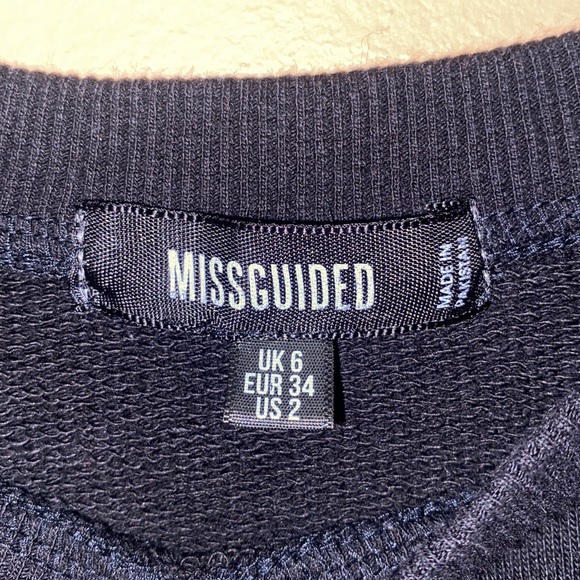 MISSGUIDED
MADE IN
PAKISTAN
UK 6
EUR 34
US 2